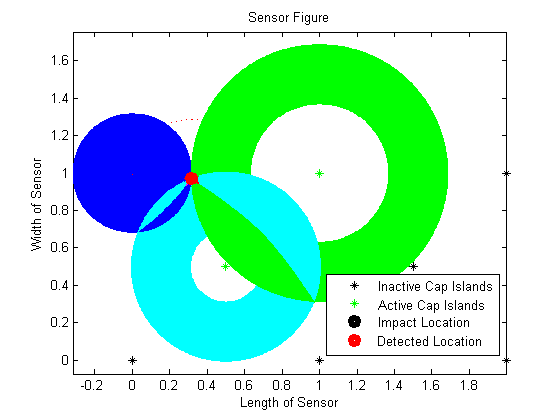 Sensor Figure
Width of Sensor
1.6
1.4
1.2
1
0.8
0.6
0.4
0.2
0
Inactive Cap Islands
Active Cap Islands
Impact Location
Detected Location
-0.2 0 0.2 0.4 0.6 0.8 1 1.2 1.4 1.6 1.8
Length of Sensor